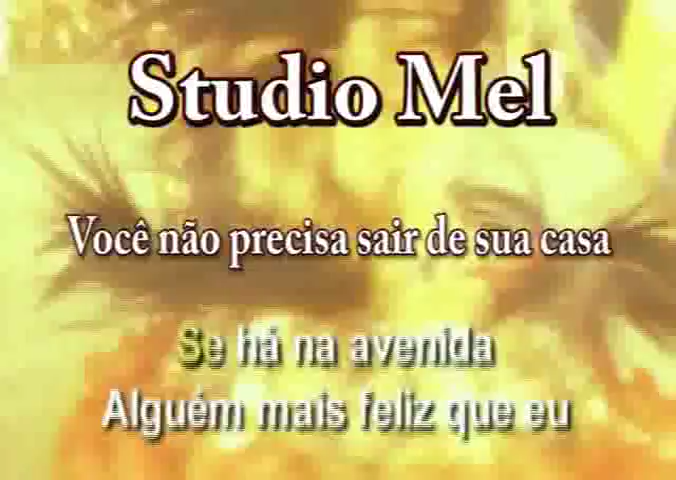 Studio Mel
Você não precisa sair de sua casa
Se há na avenida
Alguém mais feliz que eu